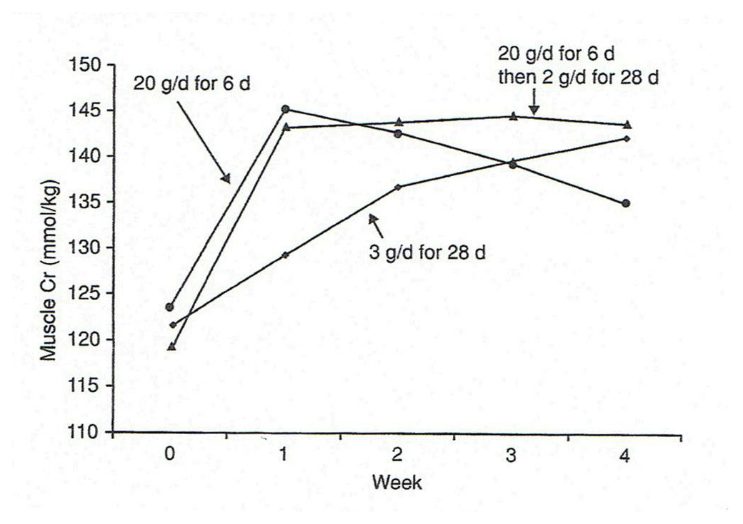 20 g/d for 6 d
then 2 g/d for 28 d
20 g/d for 6 d
3 g/d for 28 d
Muscle Cr (mmol/kg)
150
145
140
135
130
125
120
115
110
0 1 2 3 4
Week